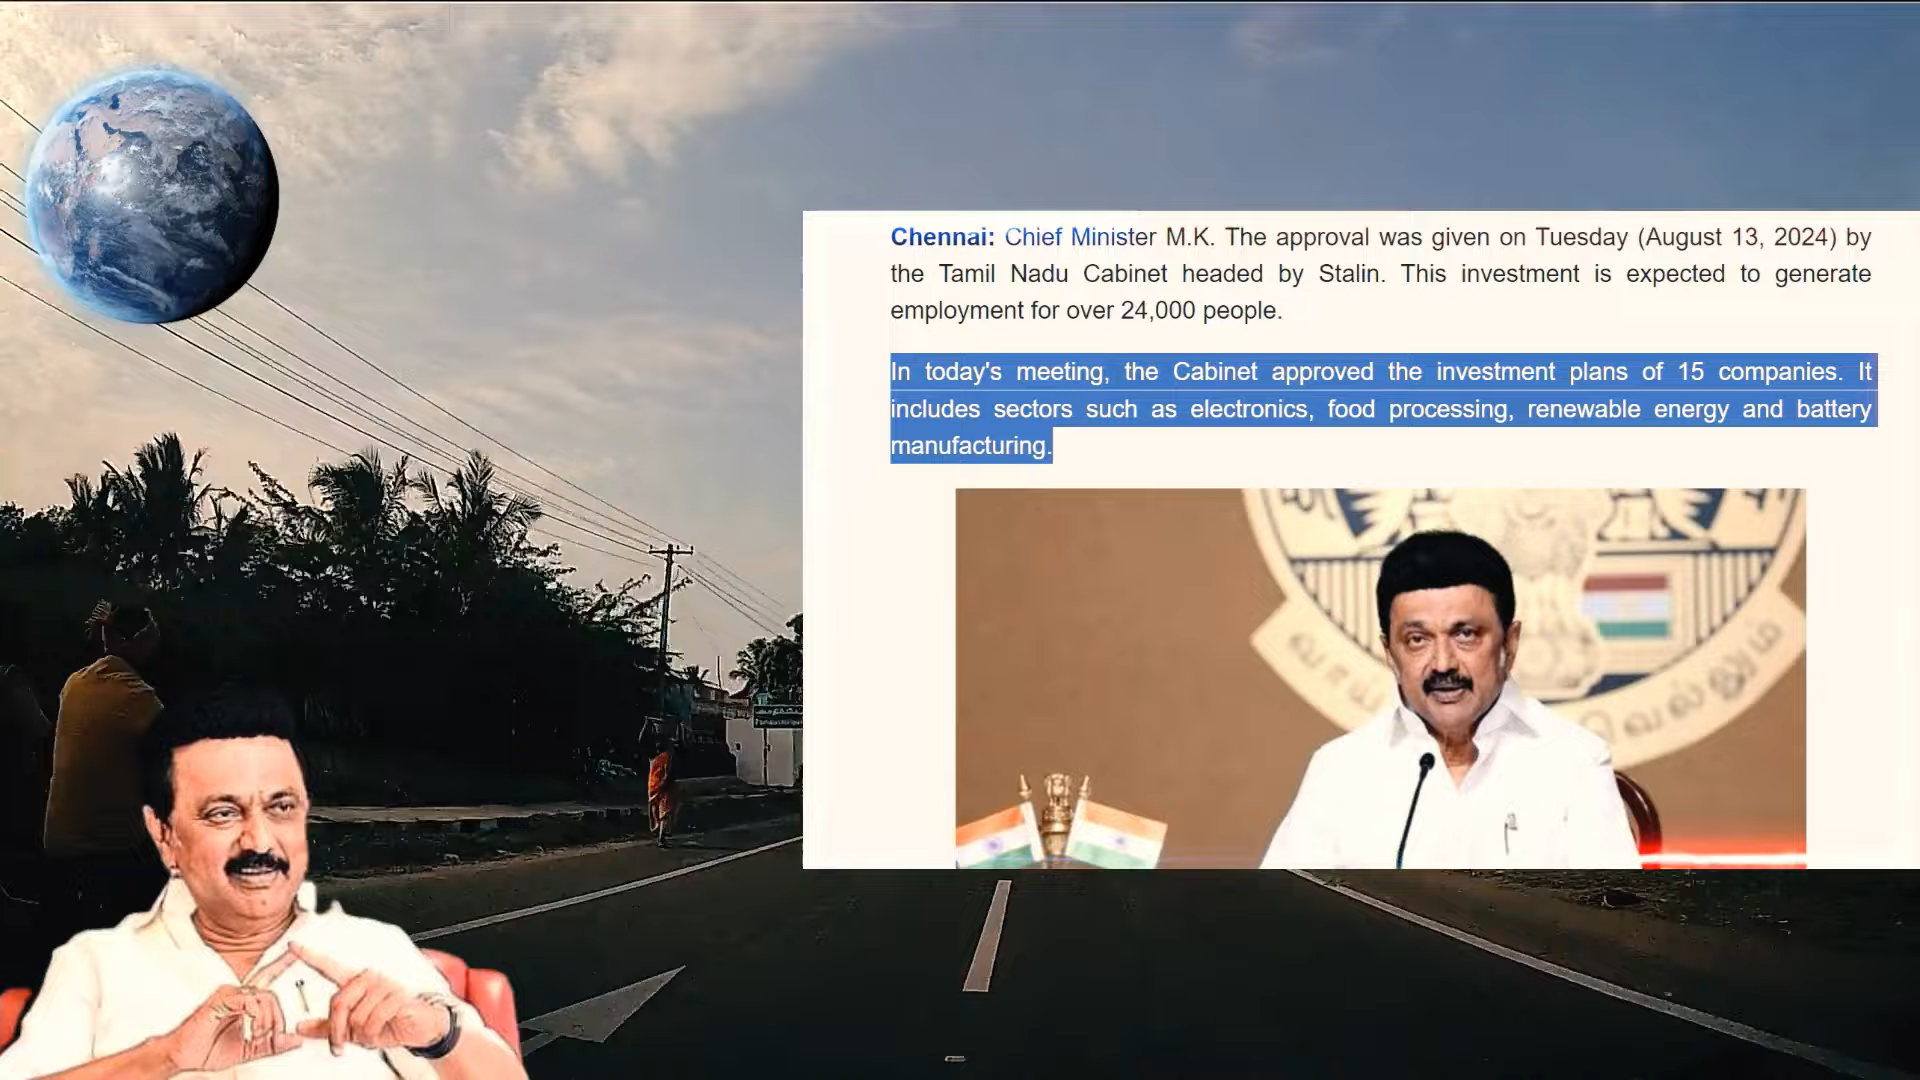 Chennai: Chief Minister M.K. The approval was given on Tuesday (August 13, 2024) by
the Tamil Nadu Cabinet headed by Stalin. This investment is expected to generate
employment for over 24,000 people.
In today's meeting, the Cabinet approved the investment plans of 15 companies. It
includes sectors such as electronics, food processing, renewable energy and battery
manufacturing.